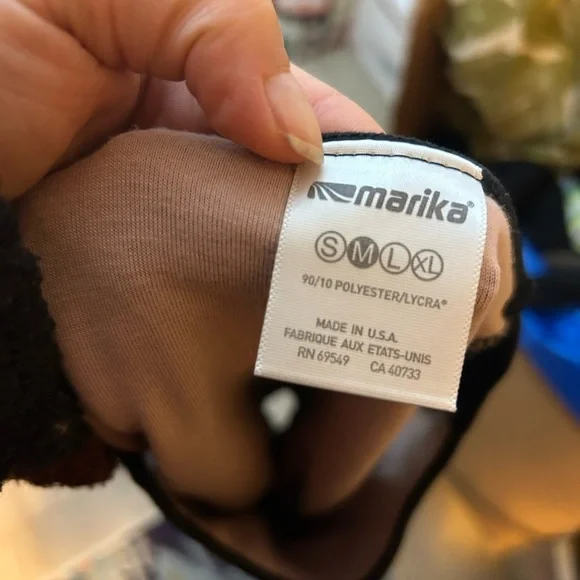 marika®
S M L XL
90/10 POLYESTER/LYCRA®
MADE IN U.S.A.
FABRIQUE AUX ETATS-UNIS
RN 69549 CA 40733